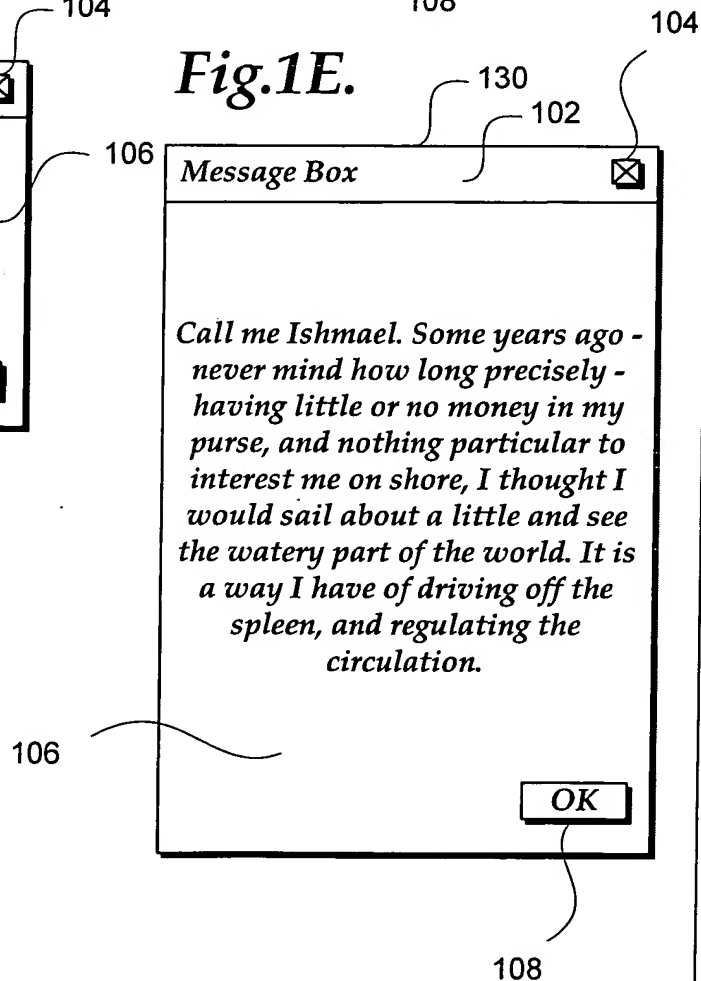 104
108
104
Fig.1E.
130
102
106
Message Box
Call me Ishmael. Some years ago -
never mind how long precisely -
having little or no money in my
purse, and nothing particular to
interest me on shore, I thought I
would sail about a little and see
the watery part of the world. It is
a way I have of driving off the
spleen, and regulating the
circulation.
106
OK
108